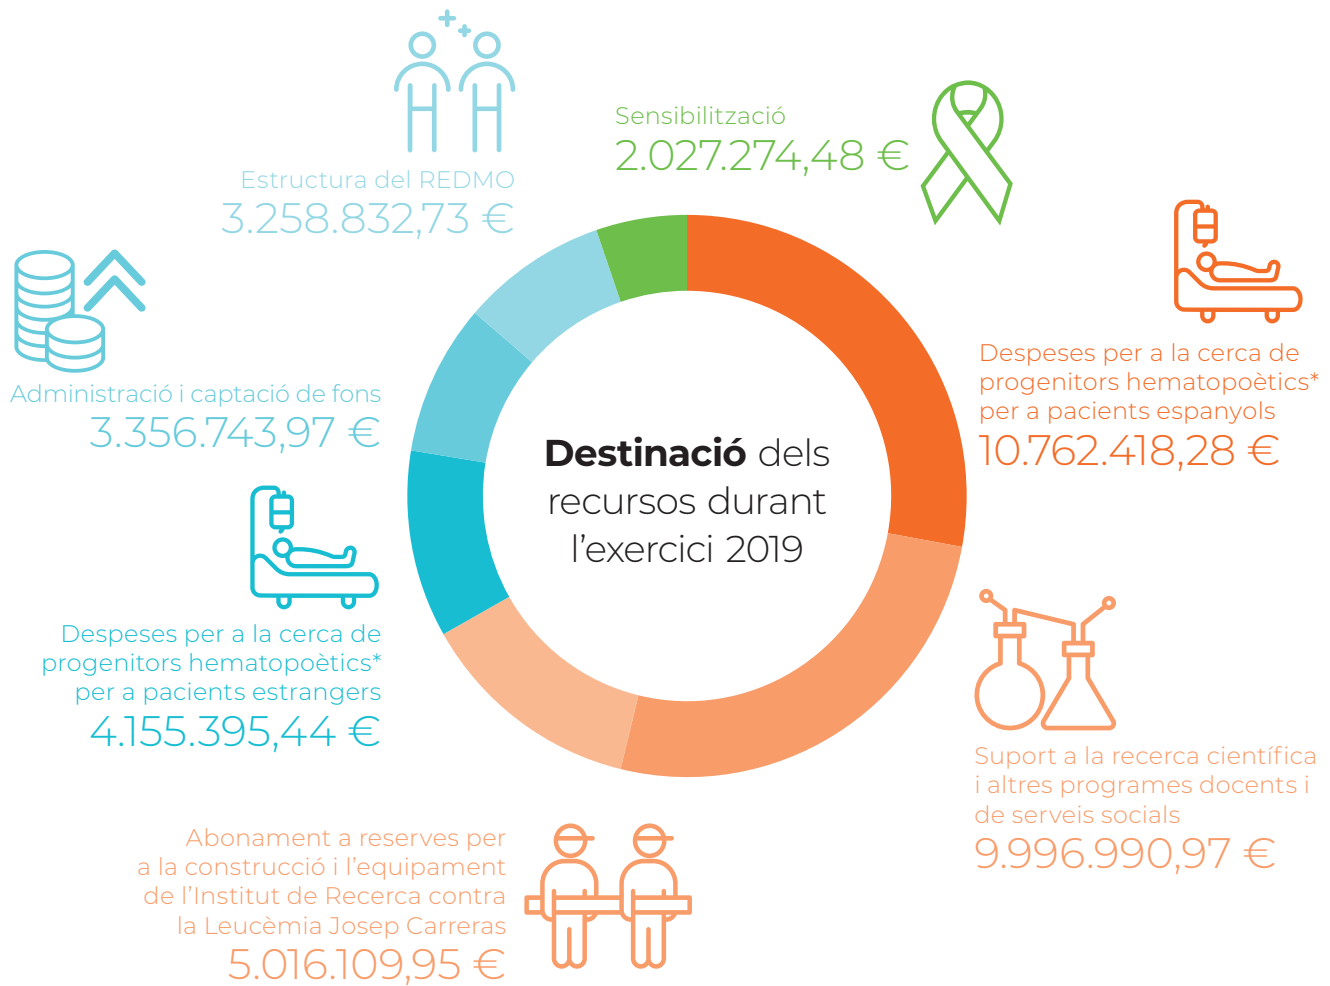 Sensibilització
2.027.274,48 €
Estructura del REDMO
3.258.832,73 €
Despeses per a la cerca de
progenitors hematopoètics*
per a pacients espanyols
10.762.418,28 €
Administració i captació de fons
3.356.743,97 €
Destinació dels
recursos durant
l’exercici 2019
Despeses per a la cerca de
progenitors hematopoètics*
per a pacients estrangers
4.155.395,44 €
Suport a la recerca científica
i altres programes docents i
de serveis socials
9.996.990,97 €
Abonament a reserves per
a la construcció i l’equipament
de l’Institut de Recerca contra
la Leucèmia Josep Carreras
5.016.109,95 €